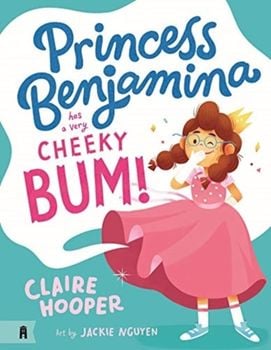 Princess
Benjamina
has
a very
CHEEKY
BUM!
CLAIRE
HOOPER
Art by JACKIE NGUYEN